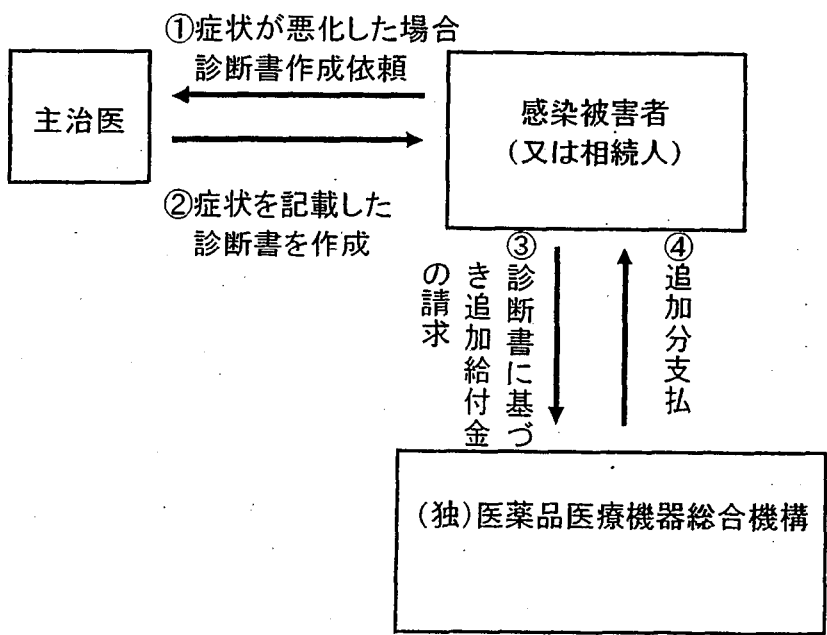 ①症状が悪化した場合
診断書作成依頼
主治医
感染被害者
(又は相続人)
②症状を記載した
診断書を作成
③診断書に基づ
き追加給付金
の請求
④追加分支払
(独)医薬品医療機器総合機構